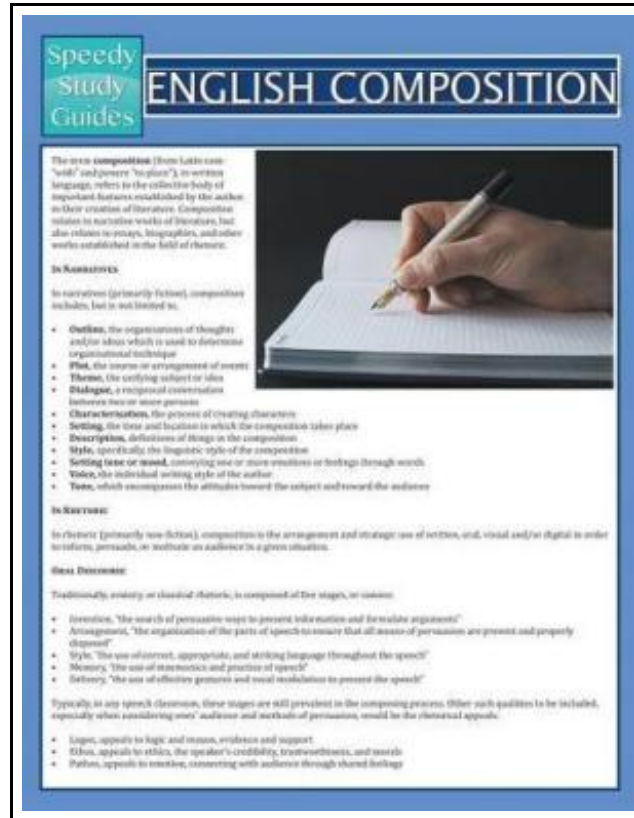 Speedy
Study
Guides
ENGLISH COMPOSITION
The term composition (from Latin com-
"with" and ponere "to place"), in written
language, refers to the collective body of
important features established by the author
in their creation of literature. Composition
relates to narrative works of literature, but
also relates to essays, biographies, and other
works established in the field of rhetoric.
IN NARRATIVES
In narratives (primarily fiction), composition
includes, but is not limited to,
• Outline, the organisations of thoughts
and/or ideas which is used to determine
organisational technique
• Plot, the course or arrangement of events
• Theme, the unifying subject or idea
• Dialogue, a reciprocal conversation
between two or more persons
• Characterisation, the process of creating characters
• Setting, the time and location in which the composition takes place
• Description, definitions of things in the composition
• Style, specifically, the linguistic style of the composition
• Setting tone or mood, conveying one or more emotions or feelings through words
• Voice, the individual writing style of the author
• Tone, which encompasses the attitudes toward the subject and toward the audience
IN RHETORIC
In rhetoric (primarily non-fiction), composition is the arrangement and strategic use of written, oral, visual and/or digital in order
to inform, persuade, or motivate an audience in a given situation.
ORAL DISCOURSE
Traditionally, oratory, or classical rhetoric, is composed of five stages, or canons:
• Invention, "the search of persuasive ways to present information and formulate arguments"
• Arrangement, "the organization of the parts of speech to ensure that all means of persuasion are present and properly
disposed"
• Style, "the use of correct, appropriate, and striking language throughout the speech"
• Memory, "the use of mnemonics and practice of speech"
• Delivery, "the use of effective gestures and vocal modulation to present the speech"
Typically, in any speech classroom, these stages are still prevalent in the composing process. Other such qualities to be included,
especially when considering ones' audience and methods of persuasion, would be the rhetorical appeals:
• Logos, appeals to logic and reason, evidence and support
• Ethos, appeals to ethics, the speaker's credibility, trustworthiness, and morals
• Pathos, appeals to emotion, connecting with audience through shared feelings